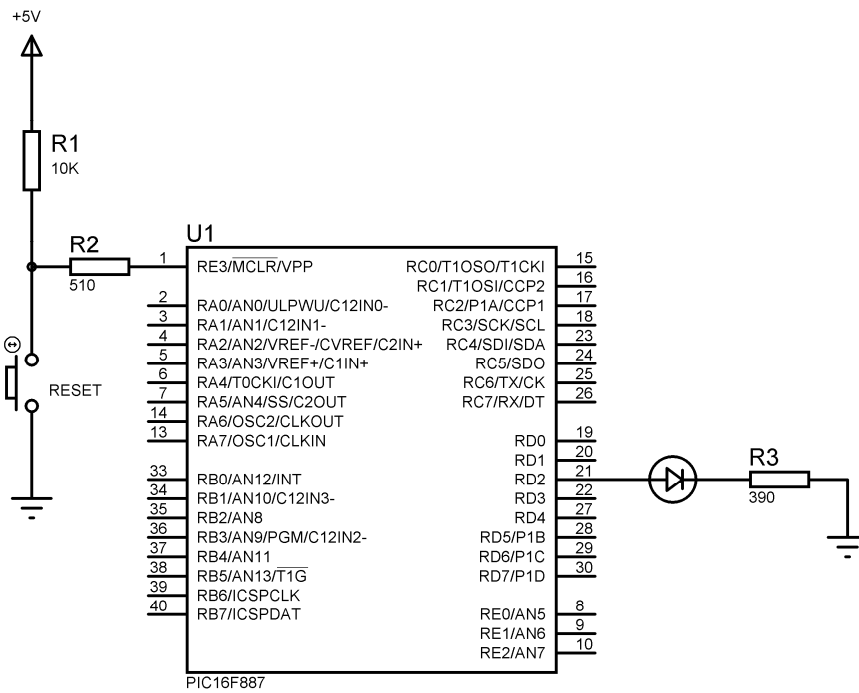 +5V
R1
10K
R2
510
RESET
U1
1 RE3/MCLR/VPP
2 RA0/AN0/ULPWU/C12IN0-
3 RA1/AN1/C12IN1-
4 RA2/AN2/VREF-/CVREF/C2IN+
5 RA3/AN3/VREF+/C1IN+
6 RA4/T0CKI/C1OUT
7 RA5/AN4/SS/C2OUT
14 RA6/OSC2/CLKOUT
13 RA7/OSC1/CLKIN
33 RB0/AN12/INT
34 RB1/AN10/C12IN3-
35 RB2/AN8
36 RB3/AN9/PGM/C12IN2-
37 RB4/AN11
38 RB5/AN13/T1G
39 RB6/ICSPCLK
40 RB7/ICSPDAT
RC0/T1OSO/T1CKI 15
RC1/T1OSI/CCP2 16
RC2/P1A/CCP1 17
RC3/SCK/SCL 18
RC4/SDI/SDA 23
RC5/SDO 24
RC6/TX/CK 25
RC7/RX/DT 26
RD0 19
RD1 20
RD2 21
RD3 22
RD4 27
RD5/P1B 28
RD6/P1C 29
RD7/P1D 30
RE0/AN5 8
RE1/AN6 9
RE2/AN7 10
PIC16F887
R3
390